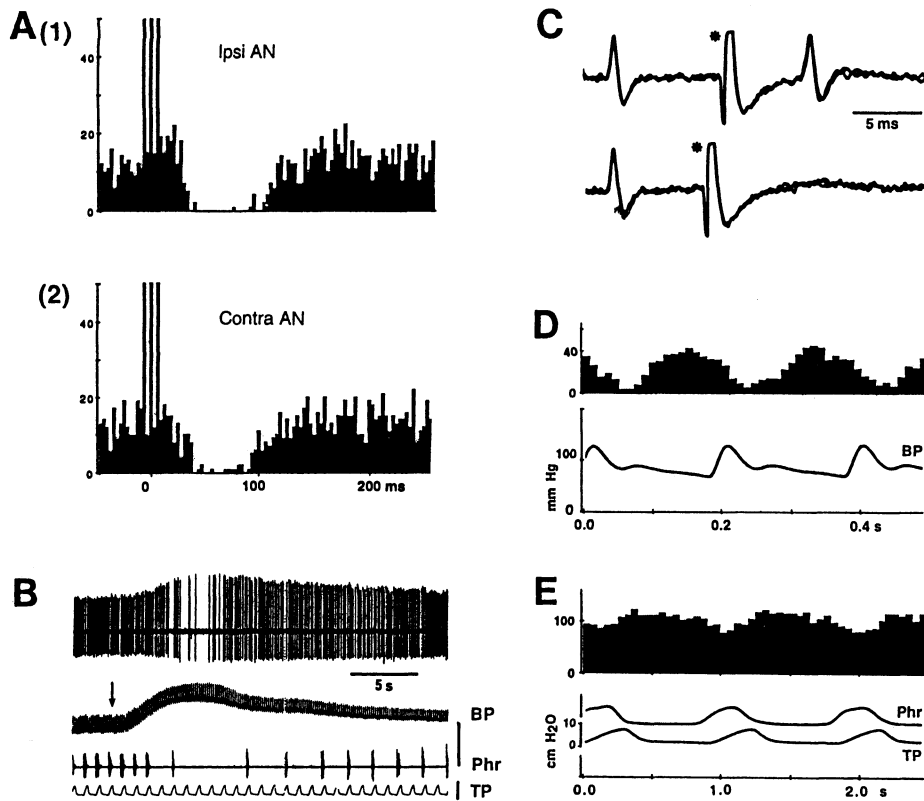 A (1)
Ipsi AN
40
20
0
(2)
Contra AN
40
20
0
0 100 200 ms
B
5 s
BP
Phr
TP
C
*
5 ms
*
D
40
0
BP
100
0
mm Hg
0.0 0.2 0.4 s
E
100
0
Phr
10
0
cm H2O
TP
0.0 1.0 2.0 s